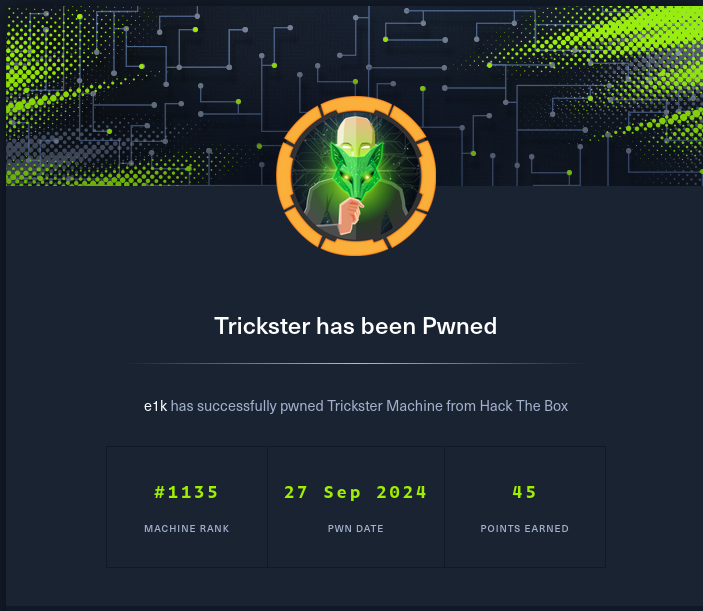 Trickster has been Pwned
e1k has successfully pwned Trickster Machine from Hack The Box
#1135
27 Sep 2024
45
MACHINE RANK
PWN DATE
POINTS EARNED